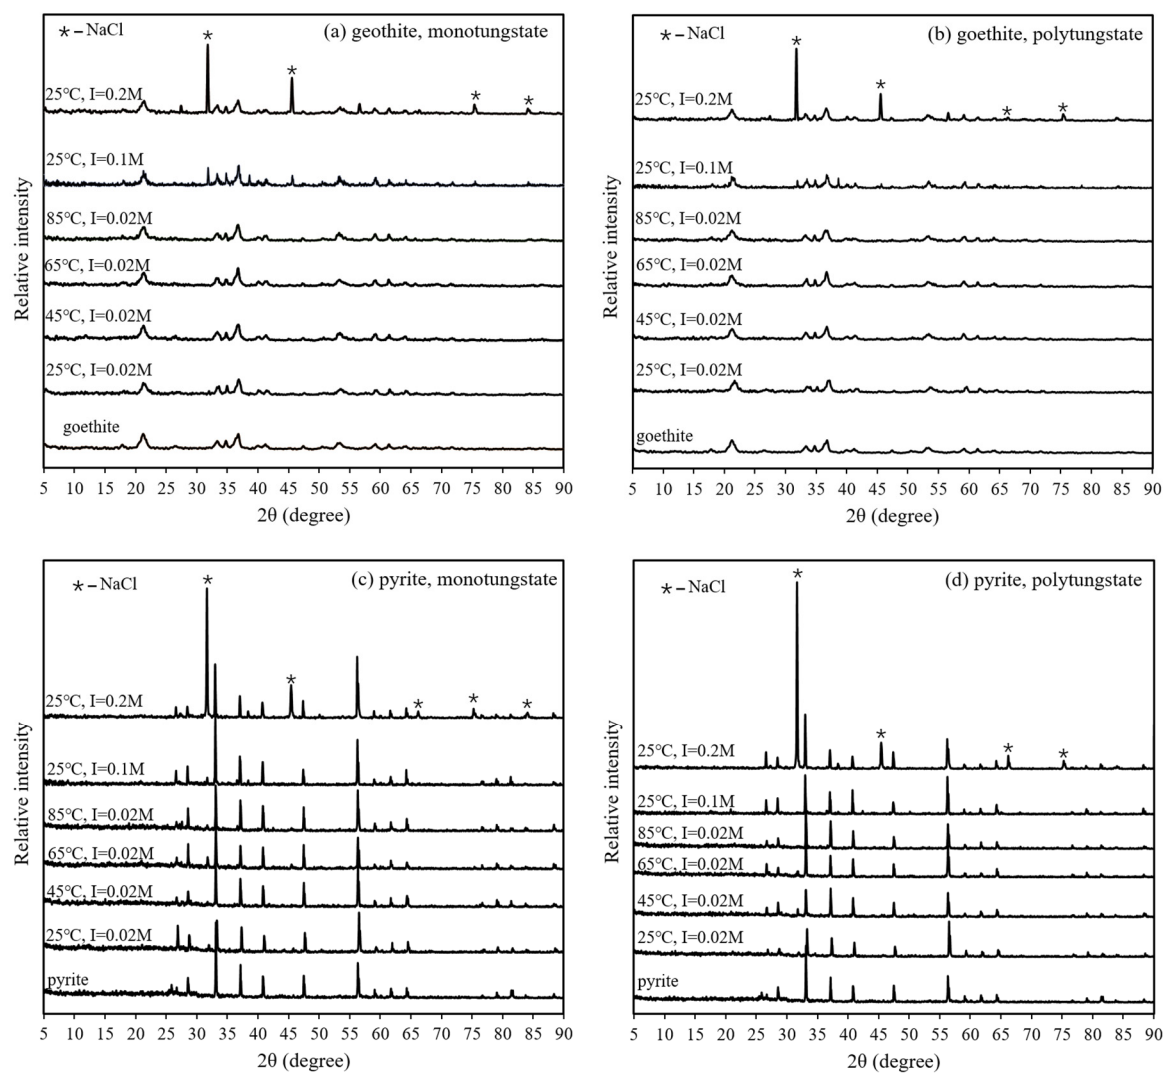 * – NaCl
(a) geothite, monotungstate
25℃, I=0.2M
25℃, I=0.1M
85℃, I=0.02M
65℃, I=0.02M
45℃, I=0.02M
25℃, I=0.02M
goethite
Relative intensity
5 10 15 20 25 30 35 40 45 50 55 60 65 70 75 80 85 90
2θ (degree)
* – NaCl
(b) goethite, polytungstate
25℃, I=0.2M
25℃, I=0.1M
85℃, I=0.02M
65℃, I=0.02M
45℃, I=0.02M
25℃, I=0.02M
goethite
Relative intensity
5 10 15 20 25 30 35 40 45 50 55 60 65 70 75 80 85 90
2θ (degree)
* – NaCl
(c) pyrite, monotungstate
25℃, I=0.2M
25℃, I=0.1M
85℃, I=0.02M
65℃, I=0.02M
45℃, I=0.02M
25℃, I=0.02M
pyrite
Relative intensity
5 10 15 20 25 30 35 40 45 50 55 60 65 70 75 80 85 90
2θ (degree)
* – NaCl
(d) pyrite, polytungstate
25℃, I=0.2M
25℃, I=0.1M
85℃, I=0.02M
65℃, I=0.02M
45℃, I=0.02M
25℃, I=0.02M
pyrite
Relative intensity
5 10 15 20 25 30 35 40 45 50 55 60 65 70 75 80 85 90
2θ (degree)